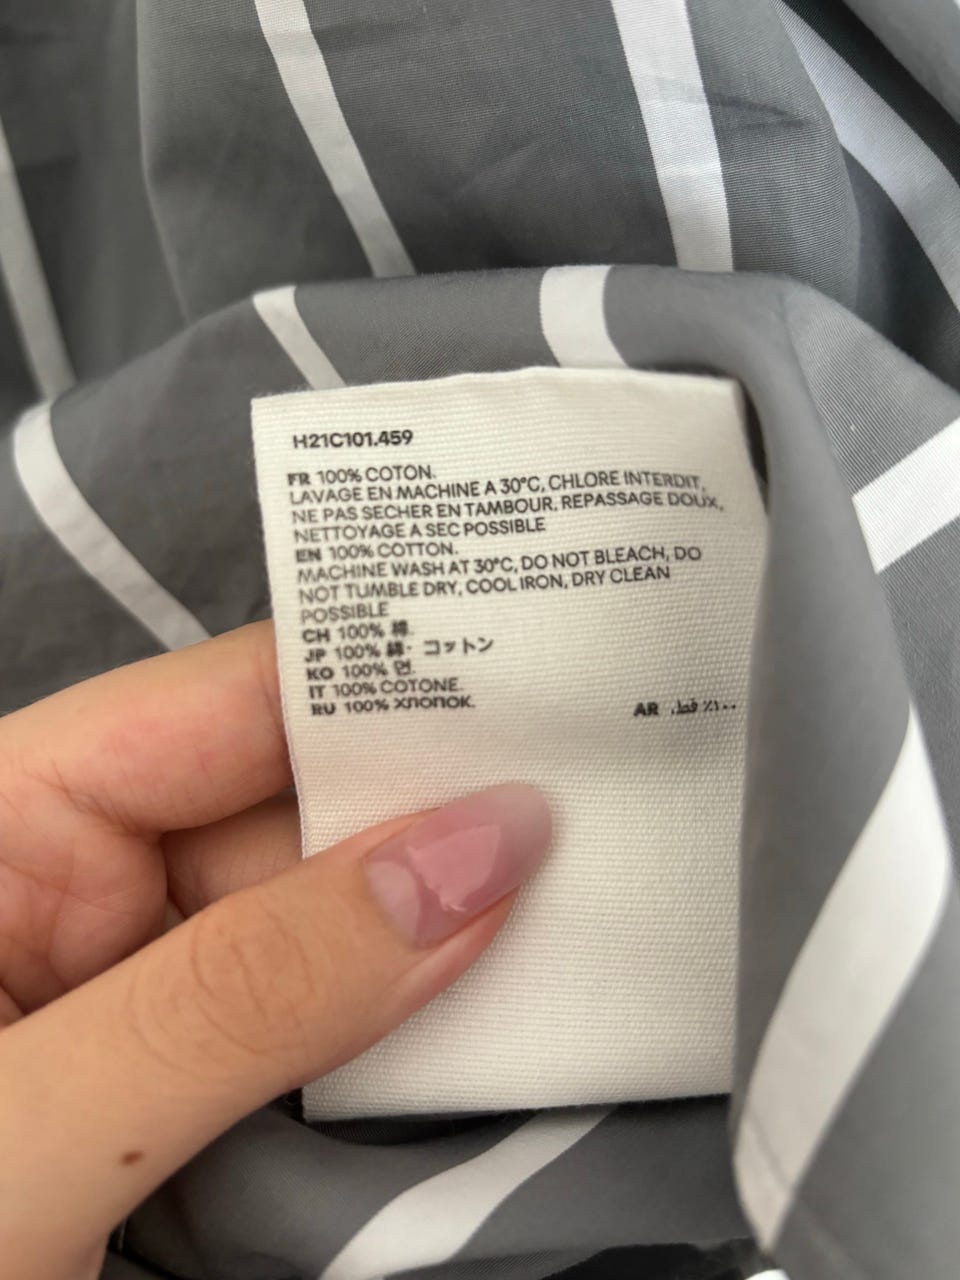 H21C101.459
FR 100% COTON.
LAVAGE EN MACHINE A 30°C, CHLORE INTERDIT,
NE PAS SECHER EN TAMBOUR, REPASSAGE DOUX,
NETTOYAGE A SEC POSSIBLE
EN 100% COTTON.
MACHINE WASH AT 30°C, DO NOT BLEACH, DO
NOT TUMBLE DRY, COOL IRON, DRY CLEAN
POSSIBLE
CH 100% 棉.
JP 100% 綿· コットン
KO 100% 면.
IT 100% COTONE.
RU 100% ХЛОПОК.
AR .قطن ٪١٠٠